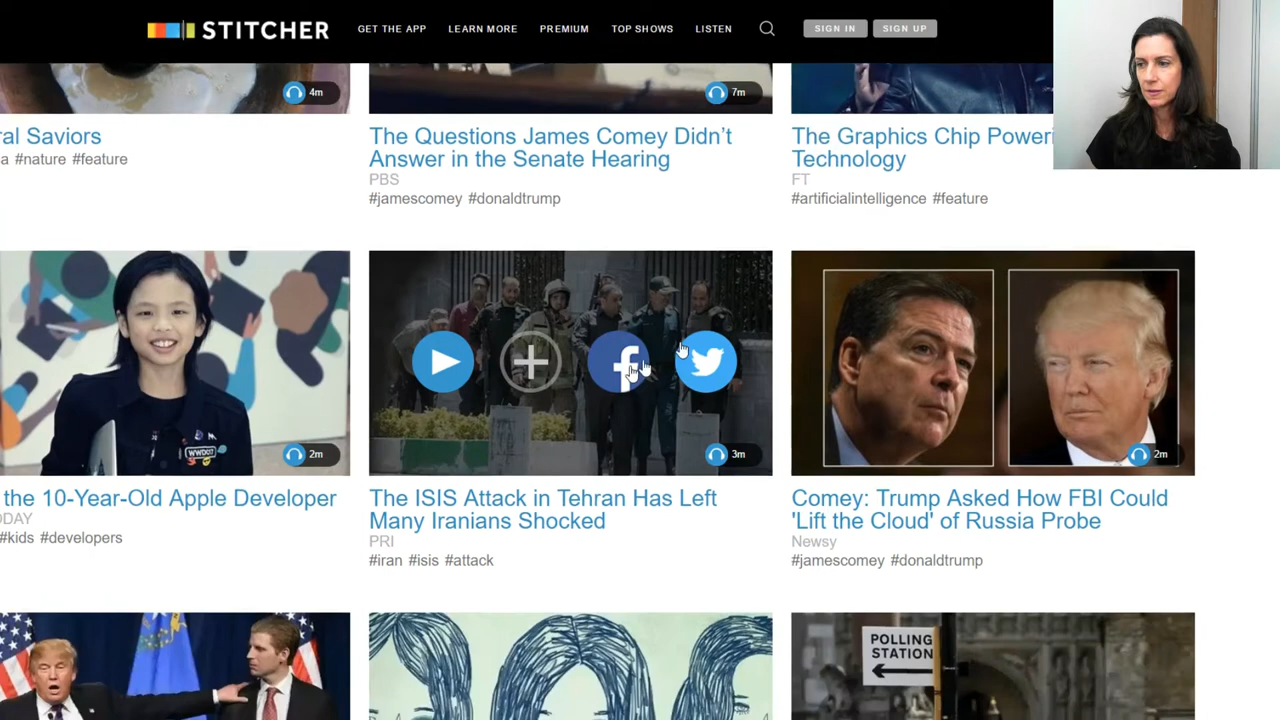 STITCHER
GET THE APP
LEARN MORE
PREMIUM
TOP SHOWS
LISTEN
SIGN IN
SIGN UP
4m
7m
ral Saviors
a #nature #feature
The Questions James Comey Didn't
Answer in the Senate Hearing
PBS
#jamescomey #donaldtrump
The Graphics Chip Poweri
Technology
FT
#artificialintelligence #feature
WWDC17
2m
the 10-Year-Old Apple Developer
ODAY
#kids #developers
f
3m
The ISIS Attack in Tehran Has Left
Many Iranians Shocked
PRI
#iran #isis #attack
2m
Comey: Trump Asked How FBI Could
'Lift the Cloud' of Russia Probe
Newsy
#jamescomey #donaldtrump
POLLING
STATION